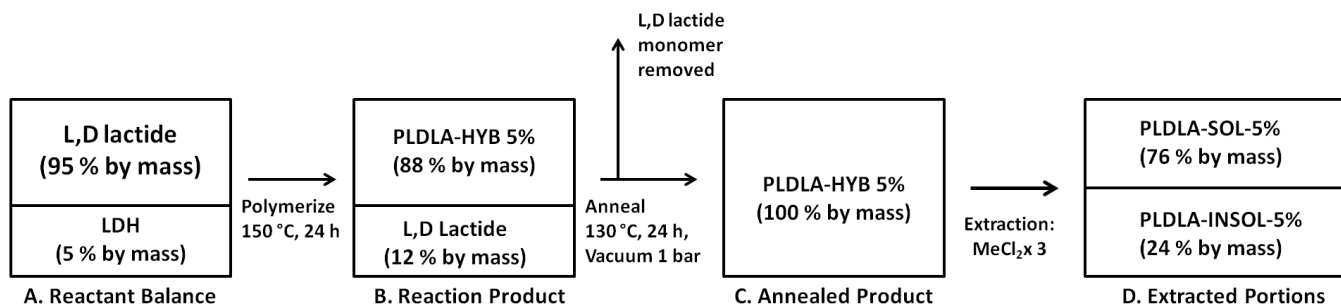 L,D lactide
monomer
removed
L,D lactide
(95 % by mass)
LDH
(5 % by mass)
Polymerize
150 °C, 24 h
PLDLA-HYB 5%
(88 % by mass)
L,D Lactide
(12 % by mass)
Anneal
130 °C, 24 h,
Vacuum 1 bar
PLDLA-HYB 5%
(100 % by mass)
Extraction:
MeCl₂x 3
PLDLA-SOL-5%
(76 % by mass)
PLDLA-INSOL-5%
(24 % by mass)
A. Reactant Balance
B. Reaction Product
C. Annealed Product
D. Extracted Portions